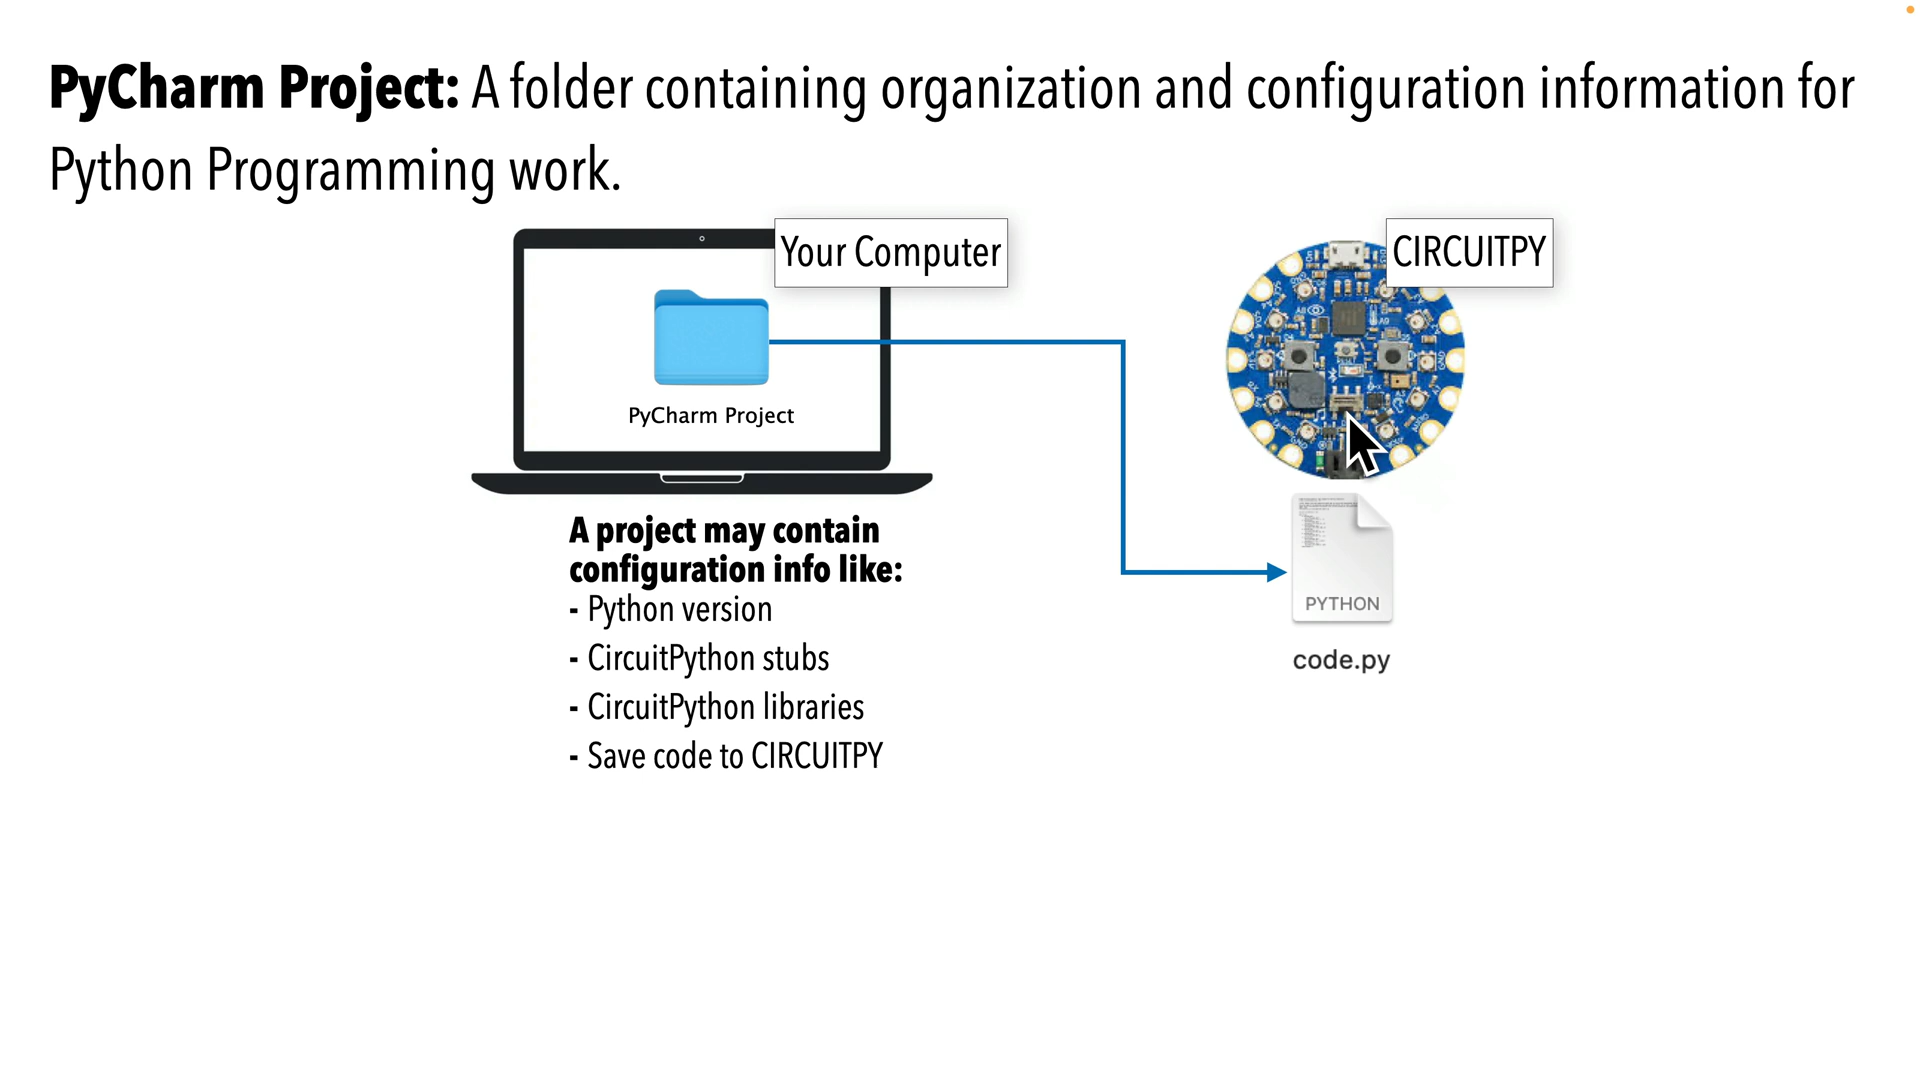 PyCharm Project: A folder containing organization and configuration information for
Python Programming work.
Your Computer
CIRCUITPY
PyCharm Project
A project may contain
configuration info like:
- Python version
- CircuitPython stubs
- CircuitPython libraries
- Save code to CIRCUITPY
PYTHON
code.py